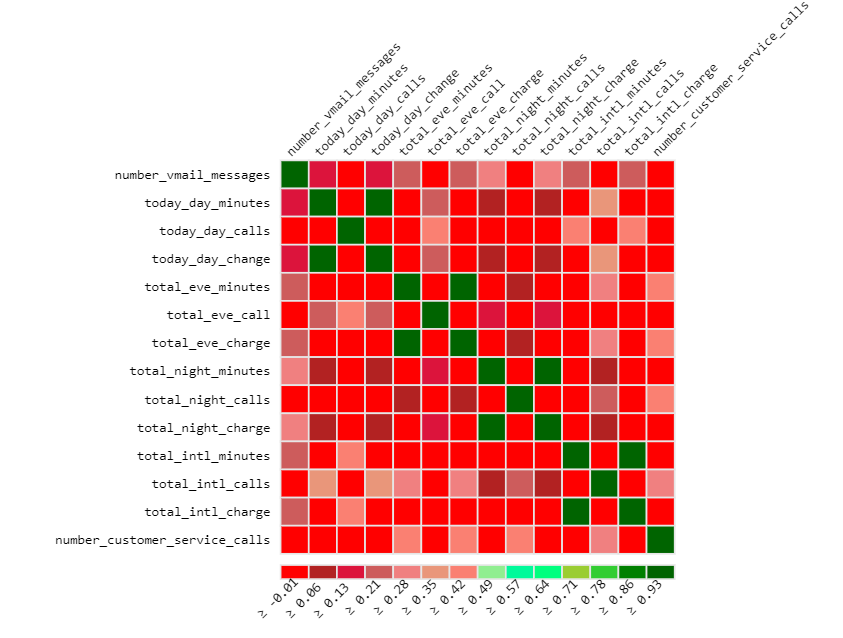 number_vmail_messages
today_day_minutes
today_day_calls
today_day_change
total_eve_minutes
total_eve_call
total_eve_charge
total_night_minutes
total_night_calls
total_night_charge
total_intl_minutes
total_intl_calls
total_intl_charge
number_customer_service_calls
number_vmail_messages
today_day_minutes
today_day_calls
today_day_change
total_eve_minutes
total_eve_call
total_eve_charge
total_night_minutes
total_night_calls
total_night_charge
total_intl_minutes
total_intl_calls
total_intl_charge
number_customer_service_calls
≥ -0.01
≥ 0.06
≥ 0.13
≥ 0.21
≥ 0.28
≥ 0.35
≥ 0.42
≥ 0.49
≥ 0.57
≥ 0.64
≥ 0.71
≥ 0.78
≥ 0.86
≥ 0.93